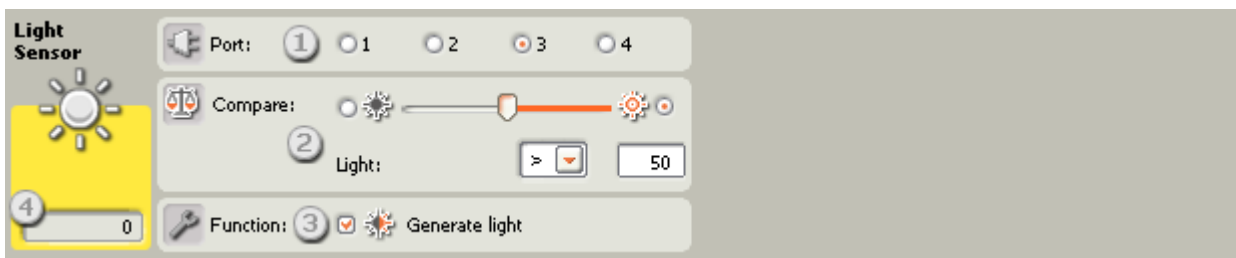 Light
Sensor
4
0
Port: 1 1 2 3 4
Compare:
2
Light: > 50
Function: 3 Generate light